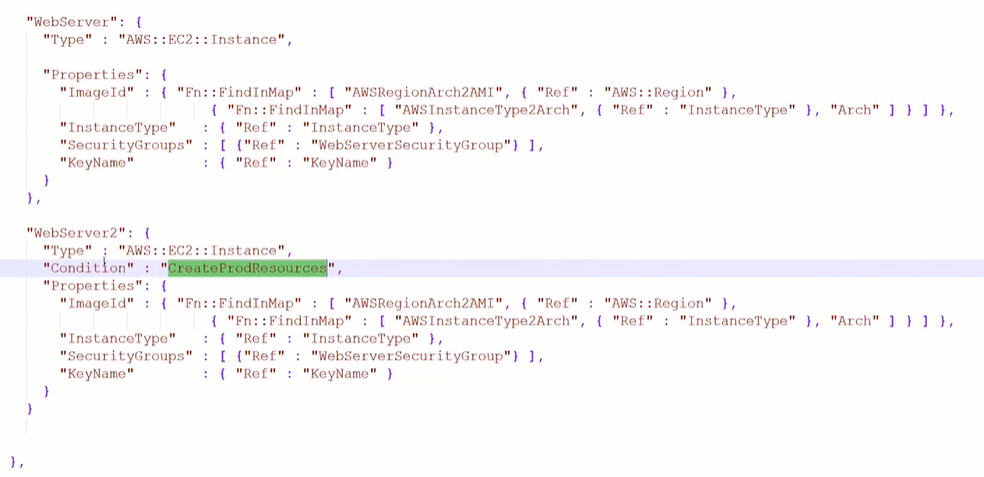 "WebServer": {
"Type" : "AWS::EC2::Instance",
"Properties": {
"ImageId" : { "Fn::FindInMap" : [ "AWSRegionArch2AMI", { "Ref" : "AWS::Region" },
{ "Fn::FindInMap" : [ "AWSInstanceType2Arch", { "Ref" : "InstanceType" }, "Arch" ] } ] },
"InstanceType" : { "Ref" : "InstanceType" },
"SecurityGroups" : [ {"Ref" : "WebServerSecurityGroup"} ],
"KeyName" : { "Ref" : "KeyName" }
}
},
"WebServer2": {
"Type" : "AWS::EC2::Instance",
"Condition" : "CreateProdResources",
"Properties": {
"ImageId" : { "Fn::FindInMap" : [ "AWSRegionArch2AMI", { "Ref" : "AWS::Region" },
{ "Fn::FindInMap" : [ "AWSInstanceType2Arch", { "Ref" : "InstanceType" }, "Arch" ] } ] },
"InstanceType" : { "Ref" : "InstanceType" },
"SecurityGroups" : [ {"Ref" : "WebServerSecurityGroup"} ],
"KeyName" : { "Ref" : "KeyName" }
}
}
},